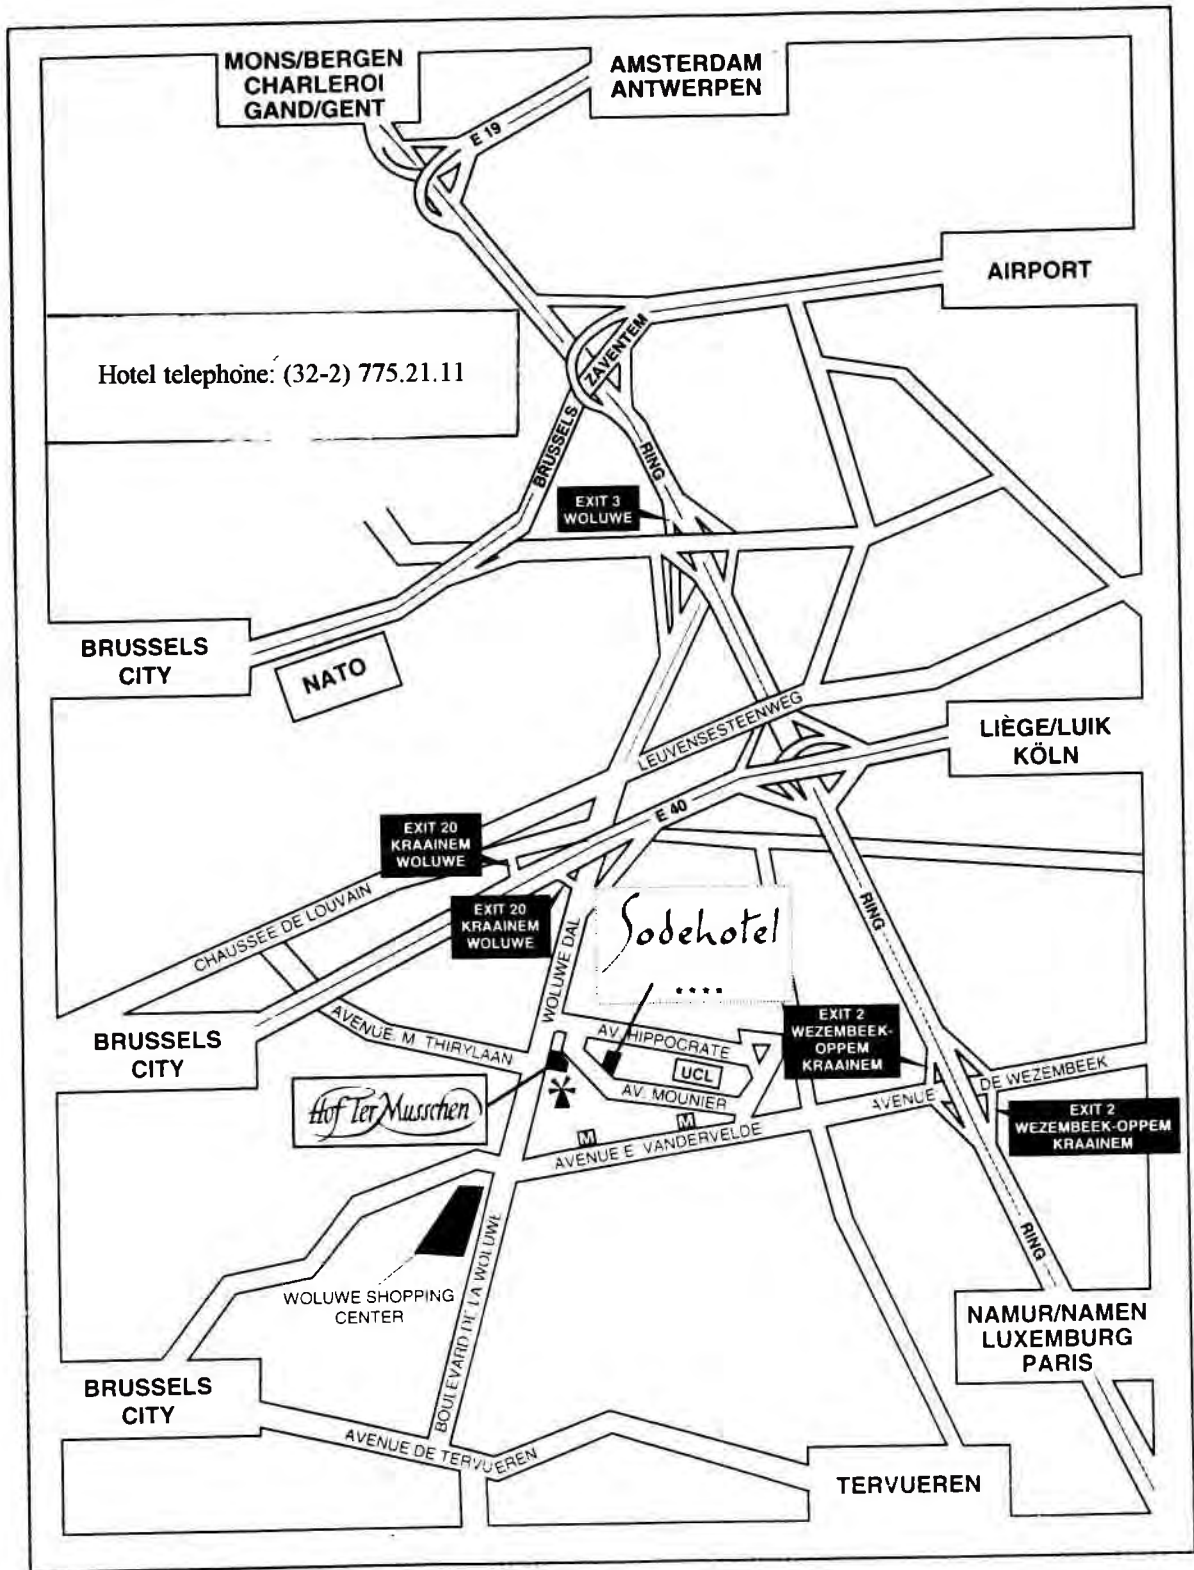 MONS/BERGEN
CHARLEROI
GAND/GENT
AMSTERDAM
ANTWERPEN
E 19
AIRPORT
Hotel telephone: (32-2) 775.21.11
ZAVENTEM
BRUSSELS
RING
EXIT 3
WOLUWE
BRUSSELS
CITY
NATO
LEUVENSESTEENWEG
LIÈGE/LUIK
KÖLN
E 40
EXIT 20
KRAAINEM
WOLUWE
CHAUSSÉE DE LOUVAIN
EXIT 20
KRAAINEM
WOLUWE
Sodehotel
....
RING
WOLUWE DAL
BRUSSELS
CITY
AVENUE. M. THIRYLAAN
AV. HIPPOCRATE
UCL
AV. MOUNIER
EXIT 2
WEZEMBEEK-
OPPEM
KRAAINEM
AVENUE DE WEZEMBEEK
Hof Ter Musschen
M
M
AVENUE E. VANDERVELDE
EXIT 2
WEZEMBEEK-OPPEM
KRAAINEM
RING
WOLUWE SHOPPING
CENTER
BOULEVARD DE LA WOLUWE
NAMUR/NAMEN
LUXEMBURG
PARIS
BRUSSELS
CITY
AVENUE DE TERVUEREN
TERVUEREN